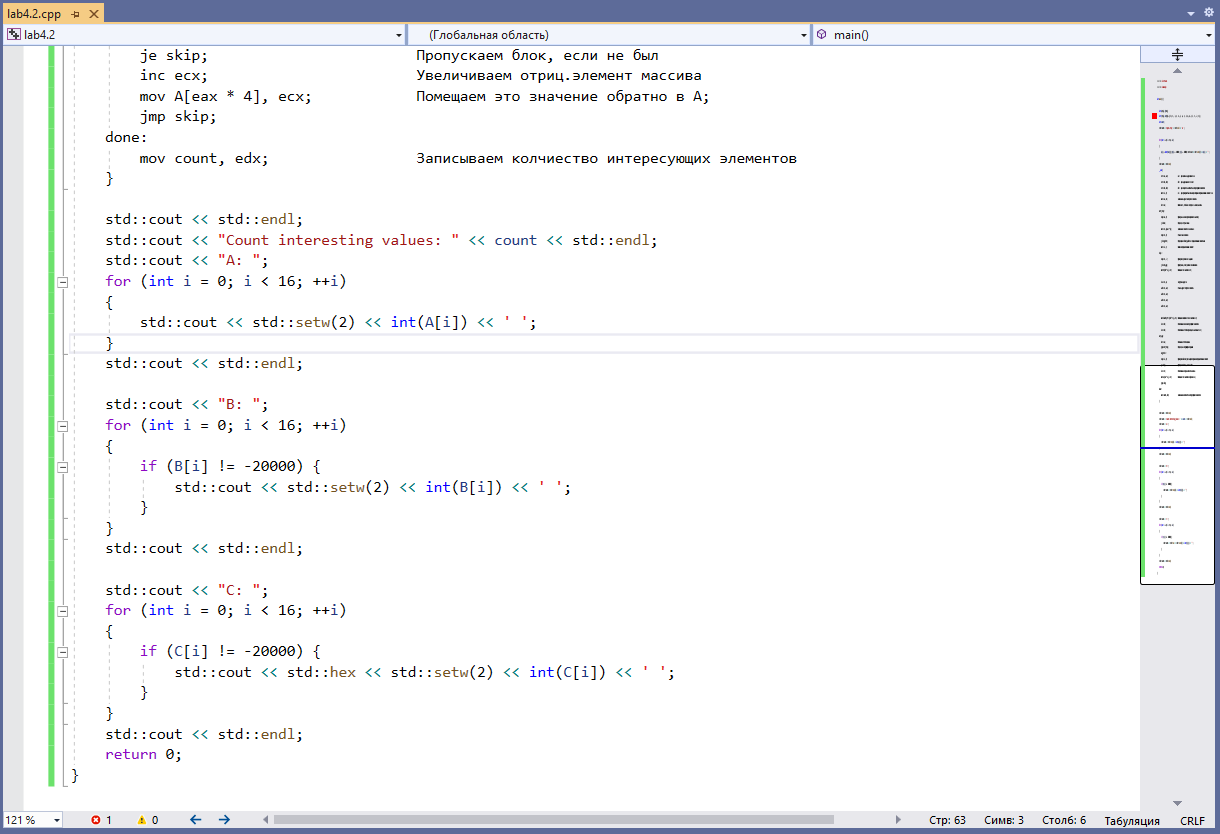 lab4.2.cpp
lab4.2 (Глобальная область) main()
je skip; Пропускаем блок, если не был
inc ecx; Увеличиваем отриц.элемент массива
mov A[eax * 4], ecx; Помещаем это значение обратно в A;
jmp skip;
done:
mov count, edx; Записываем колчиество интересующих элементов
}
std::cout << std::endl;
std::cout << "Count interesting values: " << count << std::endl;
std::cout << "A: ";
for (int i = 0; i < 16; ++i)
{
std::cout << std::setw(2) << int(A[i]) << ' ';
}
std::cout << std::endl;
std::cout << "B: ";
for (int i = 0; i < 16; ++i)
{
if (B[i] != -20000) {
std::cout << std::setw(2) << int(B[i]) << ' ';
}
}
std::cout << std::endl;
std::cout << "C: ";
for (int i = 0; i < 16; ++i)
{
if (C[i] != -20000) {
std::cout << std::hex << std::setw(2) << int(C[i]) << ' ';
}
}
std::cout << std::endl;
return 0;
}
121 % 1 0 Стр: 63 Симв: 3 Столб: 6 Табуляция CRLF